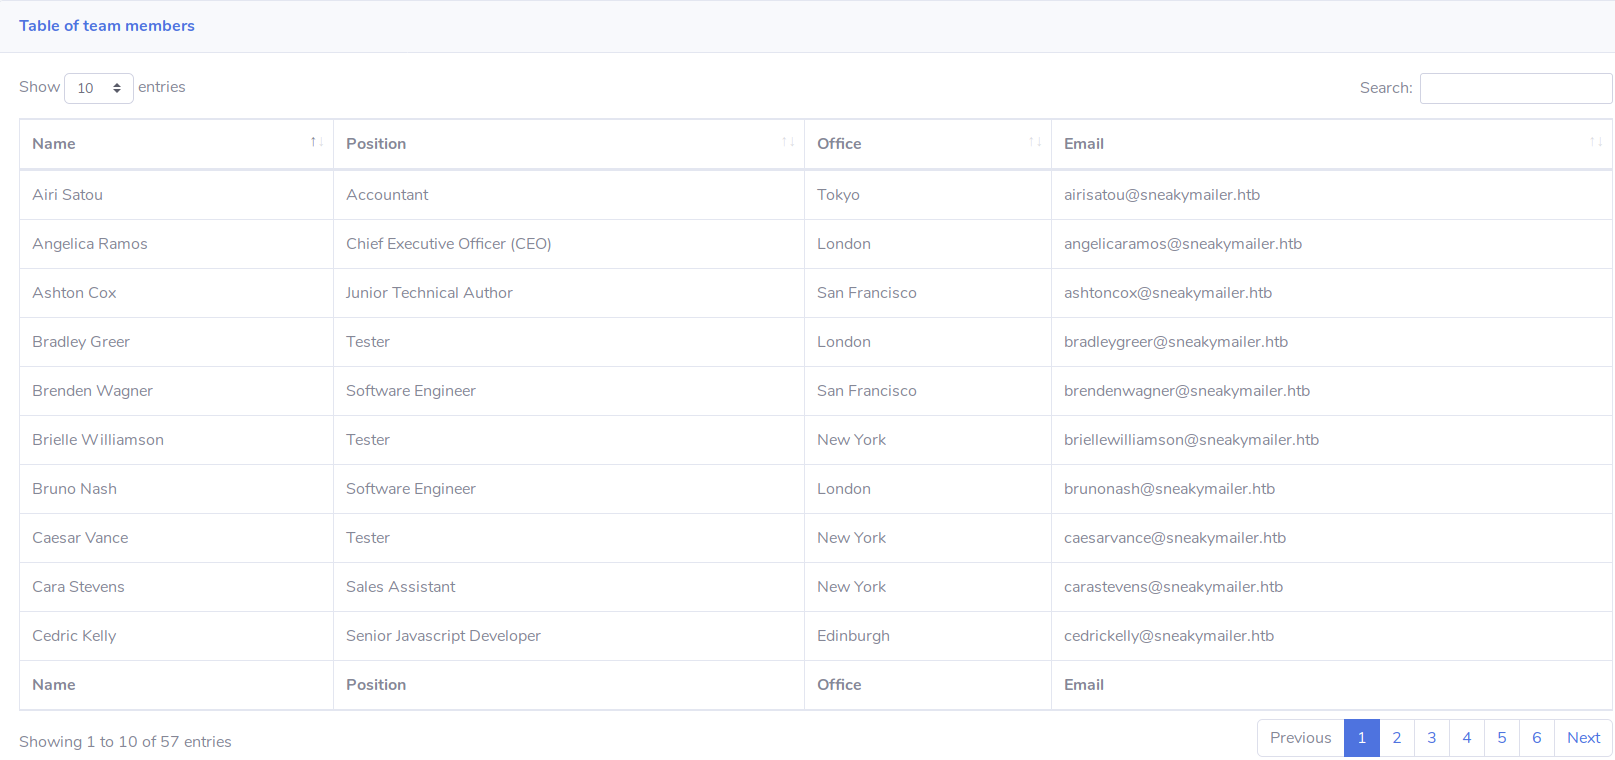 Table of team members
Show 10 entries Search:
Name Position Office Email
Airi Satou Accountant Tokyo airisatou@sneakymailer.htb
Angelica Ramos Chief Executive Officer (CEO) London angelicaramos@sneakymailer.htb
Ashton Cox Junior Technical Author San Francisco ashtoncox@sneakymailer.htb
Bradley Greer Tester London bradleygreer@sneakymailer.htb
Brenden Wagner Software Engineer San Francisco brendenwagner@sneakymailer.htb
Brielle Williamson Tester New York briellewilliamson@sneakymailer.htb
Bruno Nash Software Engineer London brunonash@sneakymailer.htb
Caesar Vance Tester New York caesarvance@sneakymailer.htb
Cara Stevens Sales Assistant New York carastevens@sneakymailer.htb
Cedric Kelly Senior Javascript Developer Edinburgh cedrickelly@sneakymailer.htb
Name Position Office Email
Showing 1 to 10 of 57 entries Previous 1 2 3 4 5 6 Next